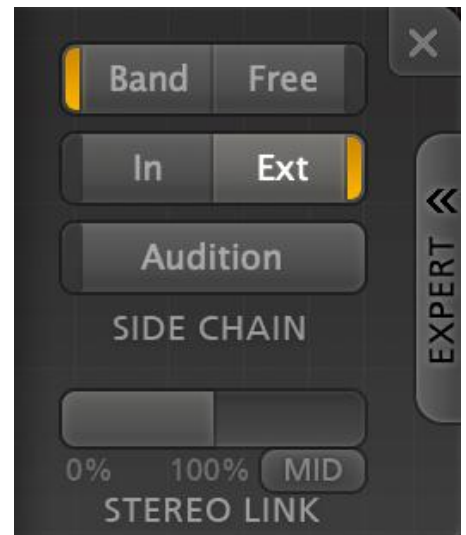 Band Free
In Ext
Audition
SIDE CHAIN
EXPERT
0% 100% MID
STEREO LINK